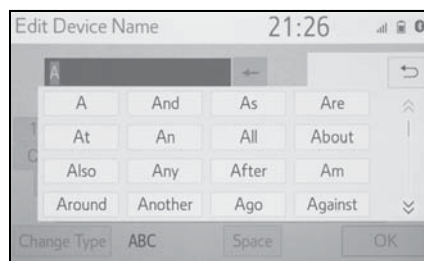 Edit Device Name 21:26
A
A And As Are
At An All About
Also Any After Am
Around Another Ago Against
Change Type ABC Space OK